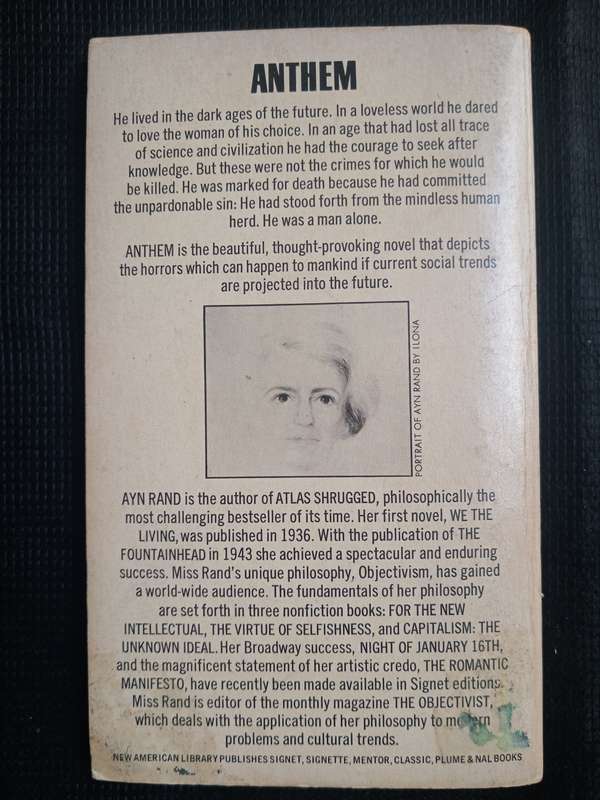 ANTHEM
He lived in the dark ages of the future. In a loveless world he dared
to love the woman of his choice. In an age that had lost all trace
of science and civilization he had the courage to seek after
knowledge. But these were not the crimes for which he would
be killed. He was marked for death because he had committed
the unpardonable sin: He had stood forth from the mindless human
herd. He was a man alone.
ANTHEM is the beautiful, thought-provoking novel that depicts
the horrors which can happen to mankind if current social trends
are projected into the future.
PORTRAIT OF AYN RAND BY ILONA
AYN RAND is the author of ATLAS SHRUGGED, philosophically the
most challenging bestseller of its time. Her first novel, WE THE
LIVING, was published in 1936. With the publication of THE
FOUNTAINHEAD in 1943 she achieved a spectacular and enduring
success. Miss Rand's unique philosophy, Objectivism, has gained
a world-wide audience. The fundamentals of her philosophy
are set forth in three nonfiction books: FOR THE NEW
INTELLECTUAL, THE VIRTUE OF SELFISHNESS, and CAPITALISM: THE
UNKNOWN IDEAL. Her Broadway success, NIGHT OF JANUARY 16TH,
and the magnificent statement of her artistic credo, THE ROMANTIC
MANIFESTO, have recently been made available in Signet editions.
Miss Rand is editor of the monthly magazine THE OBJECTIVIST,
which deals with the application of her philosophy to modern
problems and cultural trends.
NEW AMERICAN LIBRARY PUBLISHES SIGNET, SIGNETTE, MENTOR, CLASSIC, PLUME & NAL BOOKS